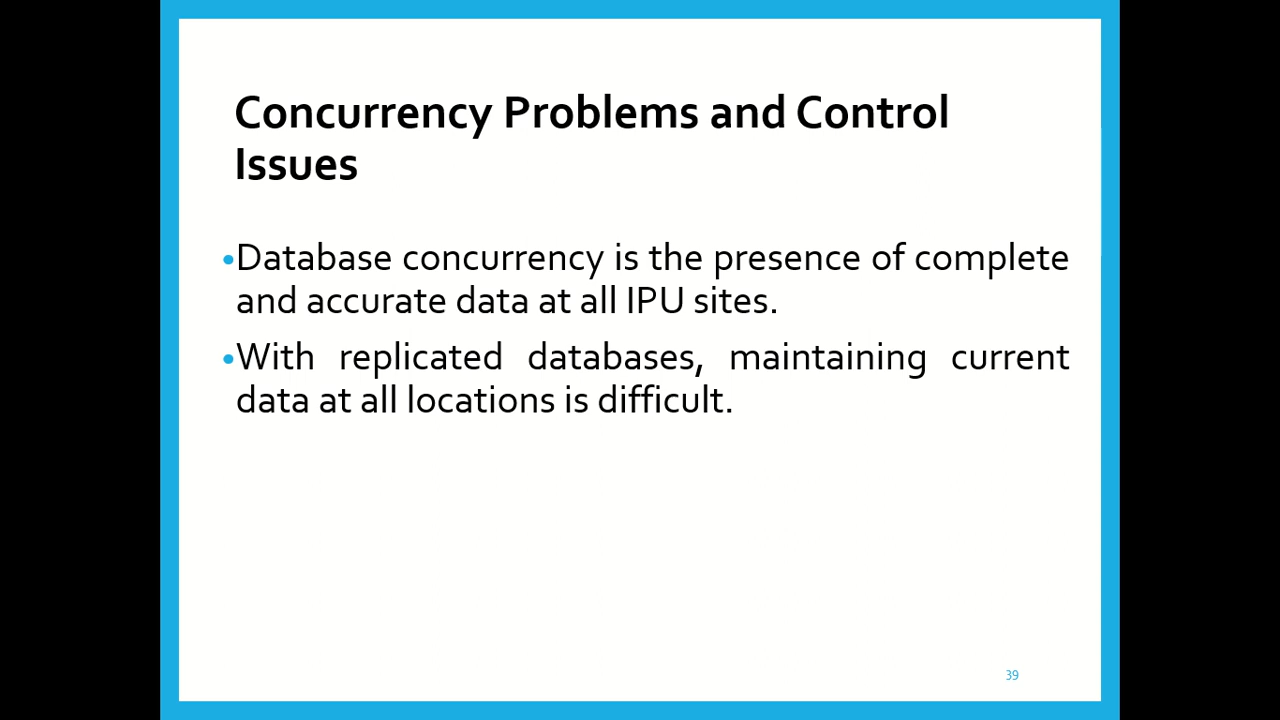 Concurrency Problems and Control
Issues
•Database concurrency is the presence of complete
and accurate data at all IPU sites.
•With replicated databases, maintaining current
data at all locations is difficult.
39